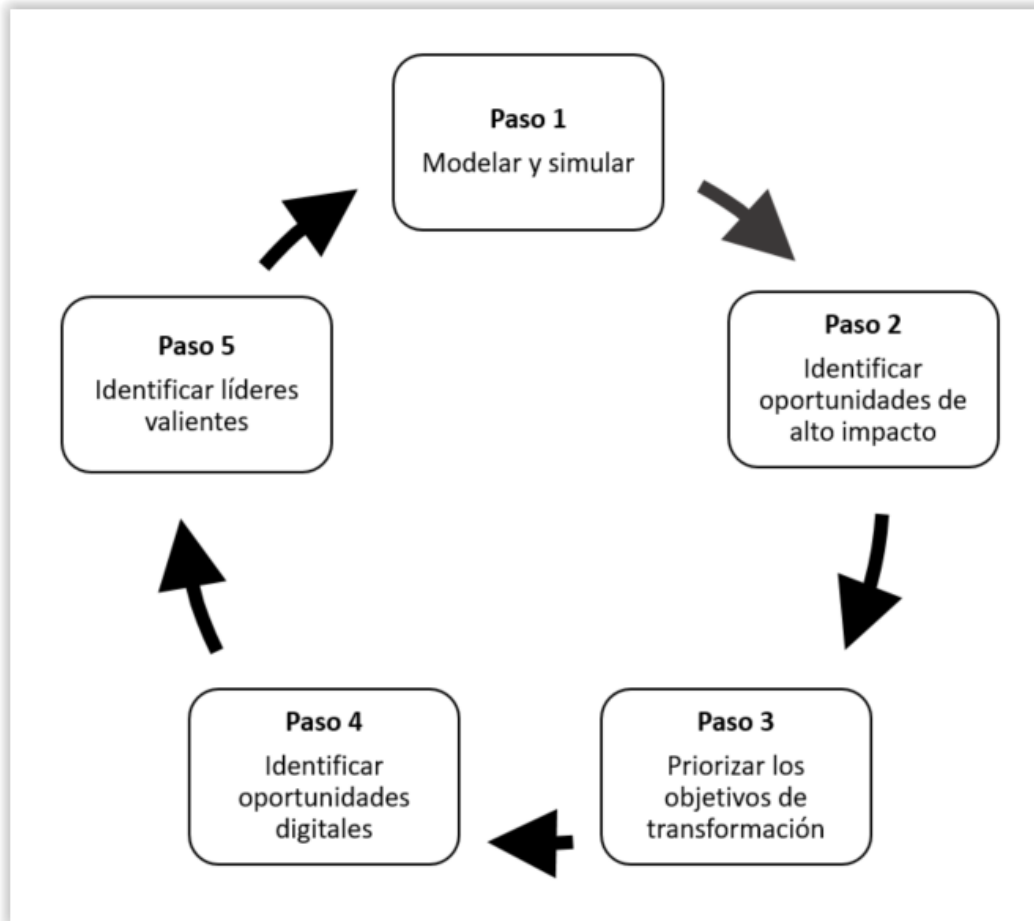 Paso 1
Modelar y simular
Paso 2
Identificar
oportunidades de
alto impacto
Paso 3
Priorizar los
objetivos de
transformación
Paso 4
Identificar
oportunidades
digitales
Paso 5
Identificar líderes
valientes